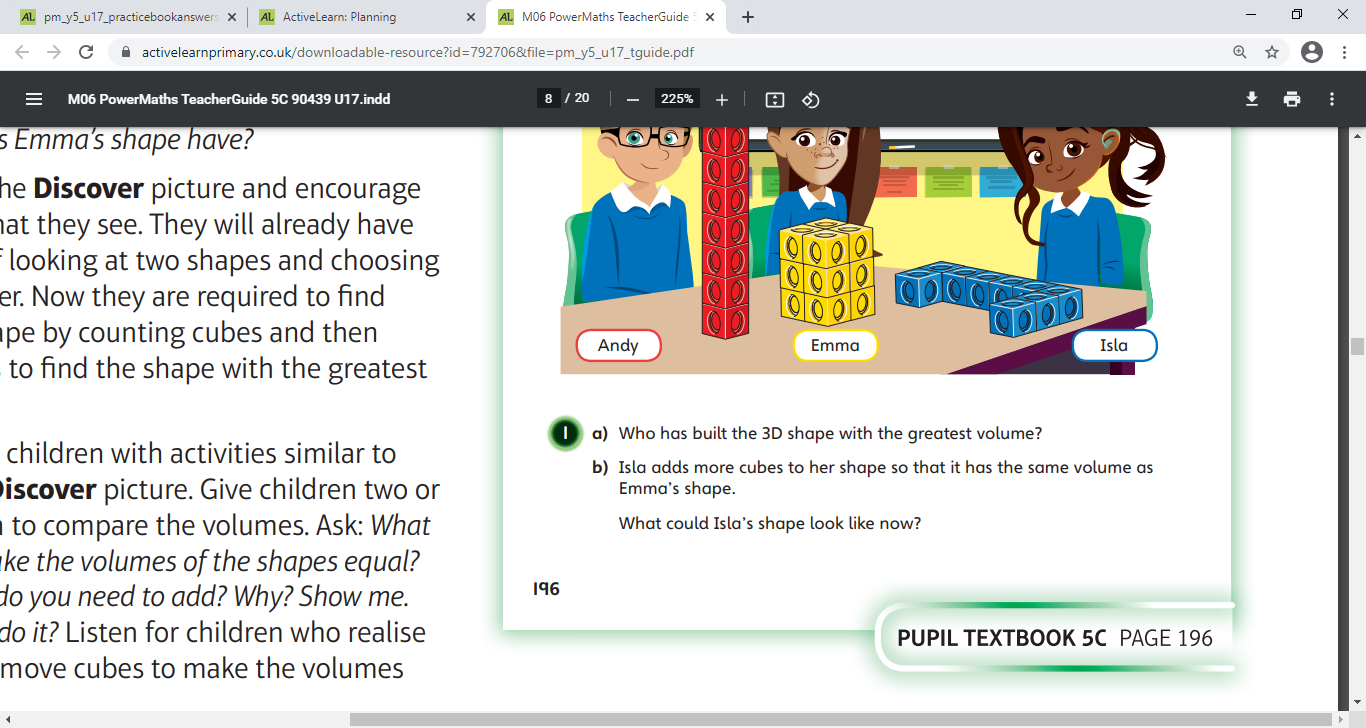 pm_y5_u17_practicebookanswers
ActiveLearn: Planning
M06 PowerMaths TeacherGuide 5
activelearnprimary.co.uk/downloadable-resource?id=792706&file=pm_y5_u17_tguide.pdf
M06 PowerMaths TeacherGuide 5C 90439 U17.indd
8 / 20
225%
s Emma's shape have?
he Discover picture and encourage
hat they see. They will already have
f looking at two shapes and choosing
er. Now they are required to find
ape by counting cubes and then
to find the shape with the greatest
children with activities similar to
Discover picture. Give children two or
n to compare the volumes. Ask: What
ake the volumes of the shapes equal?
do you need to add? Why? Show me.
do it? Listen for children who realise
move cubes to make the volumes
Andy
Emma
Isla
1 a) Who has built the 3D shape with the greatest volume?
b) Isla adds more cubes to her shape so that it has the same volume as
Emma's shape.
What could Isla's shape look like now?
196
PUPIL TEXTBOOK 5C PAGE 196